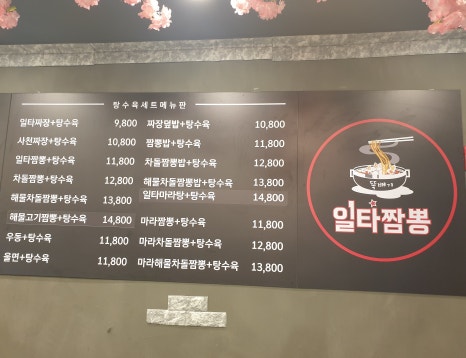 탕수육세트메뉴판
일타짜장+탕수육 9,800
사천짜장+탕수육 10,800
일타짬뽕+탕수육 11,800
차돌짬뽕+탕수육 12,800
해물차돌짬뽕+탕수육 13,800
해물고기짬뽕+탕수육 14,800
우동+탕수육 11,800
울면+탕수육 11,800
짜장덮밥+탕수육 10,800
짬뽕밥+탕수육 11,800
차돌짬뽕밥+탕수육 12,800
해물차돌짬뽕밥+탕수육 13,800
일타마라탕+탕수육 14,800
마라짬뽕+탕수육 11,800
마라차돌짬뽕+탕수육 12,800
마라해물차돌짬뽕+탕수육 13,800
일타짬뽕